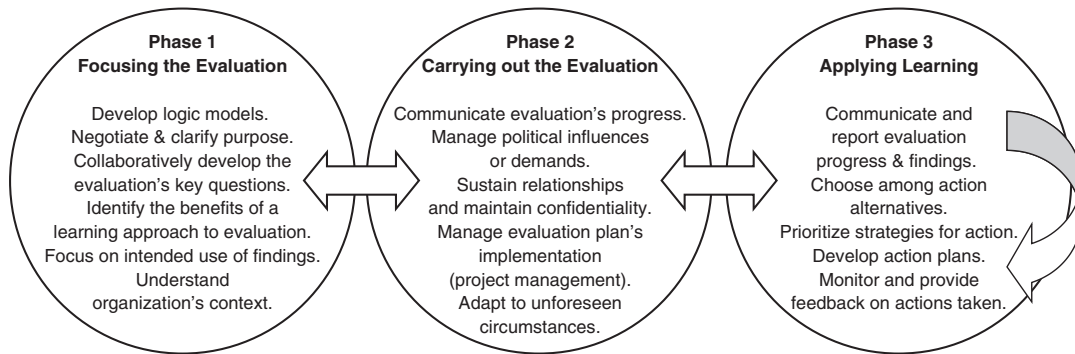 Phase 1
Focusing the Evaluation
Develop logic models.
Negotiate & clarify purpose.
Collaboratively develop the
evaluation's key questions.
Identify the benefits of a
learning approach to evaluation.
Focus on intended use of findings.
Understand
organization's context.
Phase 2
Carrying out the Evaluation
Communicate evaluation's progress.
Manage political influences
or demands.
Sustain relationships
and maintain confidentiality.
Manage evaluation plan's
implementation
(project management).
Adapt to unforeseen
circumstances.
Phase 3
Applying Learning
Communicate and
report evaluation
progress & findings.
Choose among action
alternatives.
Prioritize strategies for action.
Develop action plans.
Monitor and provide
feedback on actions taken.